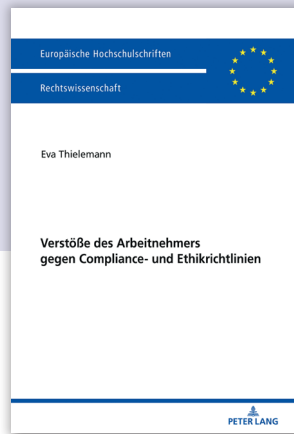 Europäische Hochschulschriften
Rechtswissenschaft
Eva Thielemann
Verstöße des Arbeitnehmers
gegen Compliance- und Ethikrichtlinien
PETER LANG